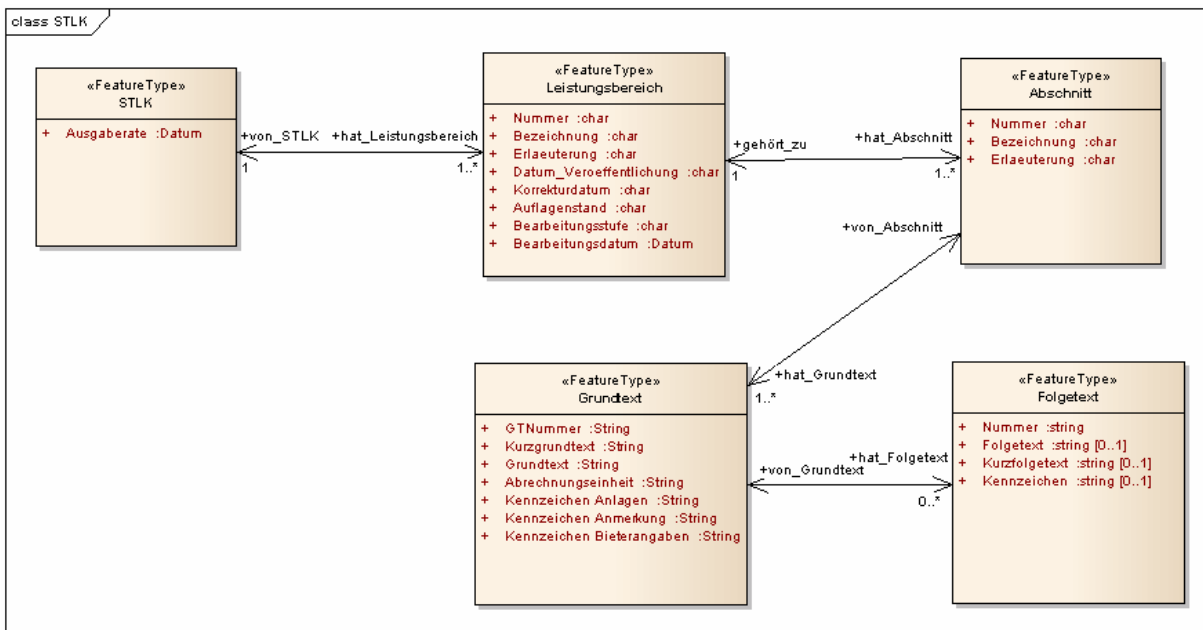 class STLK
«FeatureType»
STLK
+ Ausgaberate :Datum
+von_STLK
1
+hat_Leistungsbereich
1..*
«FeatureType»
Leistungsbereich
+ Nummer :char
+ Bezeichnung :char
+ Erlaeuterung :char
+ Datum_Veroeffentlichung :char
+ Korrekturdatum :char
+ Auflagenstand :char
+ Bearbeitungsstufe :char
+ Bearbeitungsdatum :Datum
+gehört_zu
1
+hat_Abschnitt
1..*
«FeatureType»
Abschnitt
+ Nummer :char
+ Bezeichnung :char
+ Erlaeuterung :char
+von_Abschnitt
+hat_Grundtext
1..*
«FeatureType»
Grundtext
+ GTNummer :String
+ Kurzgrundtext :String
+ Grundtext :String
+ Abrechnungseinheit :String
+ Kennzeichen Anlagen :String
+ Kennzeichen Anmerkung :String
+ Kennzeichen Bieterangaben :String
+hat_Folgetext
+von_Grundtext
0..*
«FeatureType»
Folgetext
+ Nummer :string
+ Folgetext :string [0..1]
+ Kurzfolgetext :string [0..1]
+ Kennzeichen :string [0..1]